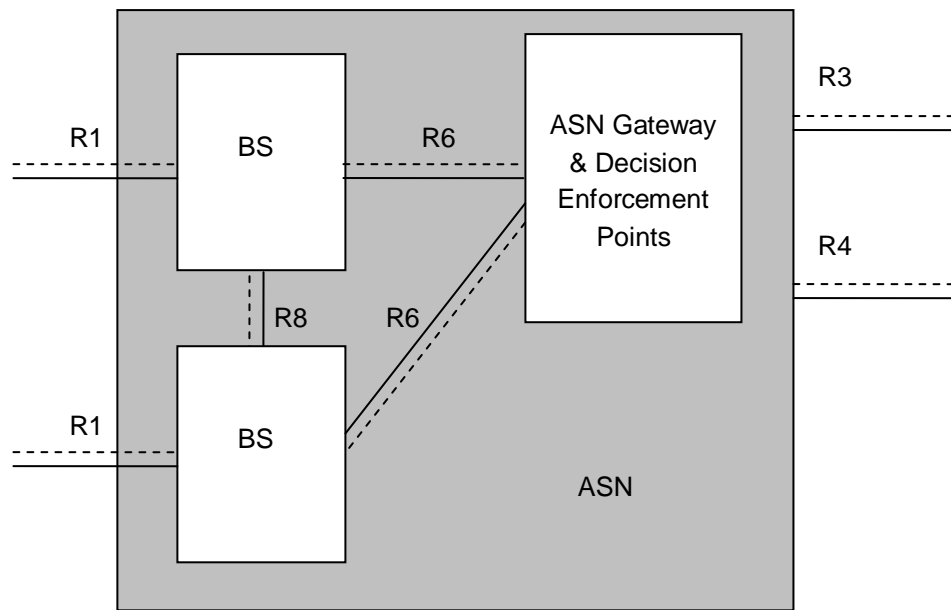 R3
R1
BS
R6
ASN Gateway
& Decision
Enforcement
Points
R4
R8
R6
R1
BS
ASN